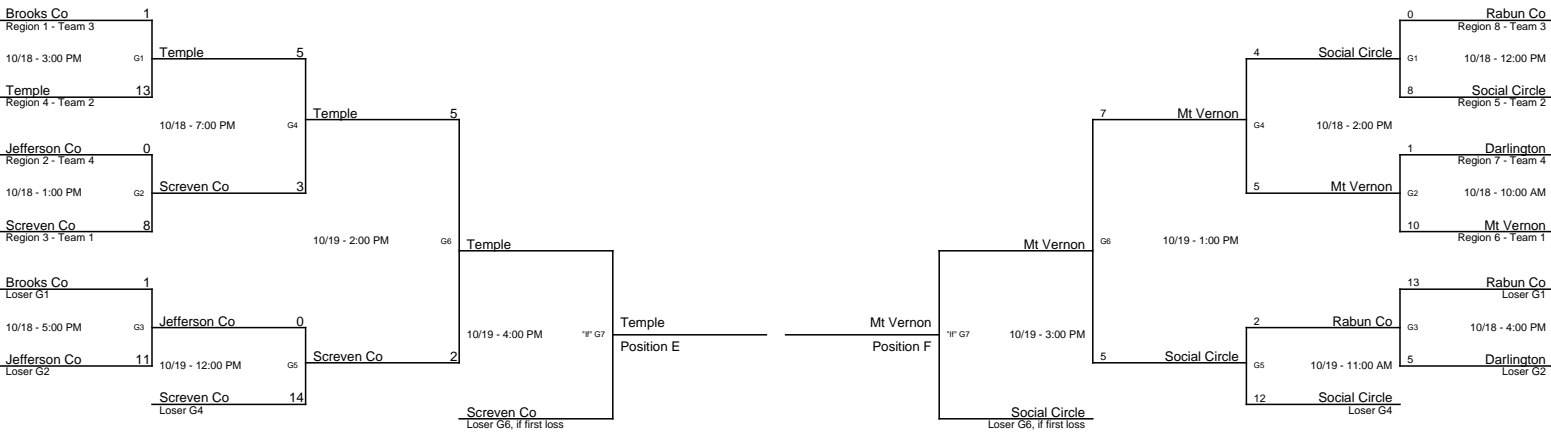 Brooks Co 1
Region 1 - Team 3
10/18 - 3:00 PM G1
Temple 5
Temple 13
Region 4 - Team 2
10/18 - 7:00 PM G4
Temple 5
Jefferson Co 0
Region 2 - Team 4
10/18 - 1:00 PM G2
Screven Co 3
Screven Co 8
Region 3 - Team 1
10/19 - 2:00 PM G6
Temple
Brooks Co 1
Loser G1
10/18 - 5:00 PM G3
Jefferson Co 0
Jefferson Co 11
Loser G2
10/19 - 12:00 PM G5
Screven Co 2
Screven Co 14
Loser G4
10/19 - 4:00 PM "If" G7
Temple
Position E
Screven Co
Loser G6, if first loss
0 Rabun Co
Region 8 - Team 3
G1 10/18 - 12:00 PM
4 Social Circle
8 Social Circle
Region 5 - Team 2
G4 10/18 - 2:00 PM
7 Mt Vernon
1 Darlington
Region 7 - Team 4
G2 10/18 - 10:00 AM
5 Mt Vernon
10 Mt Vernon
Region 6 - Team 1
G6 10/19 - 1:00 PM
Mt Vernon
13 Rabun Co
Loser G1
G3 10/18 - 4:00 PM
2 Rabun Co
5 Darlington
Loser G2
G5 10/19 - 11:00 AM
5 Social Circle
12 Social Circle
Loser G4
"If" G7 10/19 - 3:00 PM
Mt Vernon
Position F
Social Circle
Loser G6, if first loss